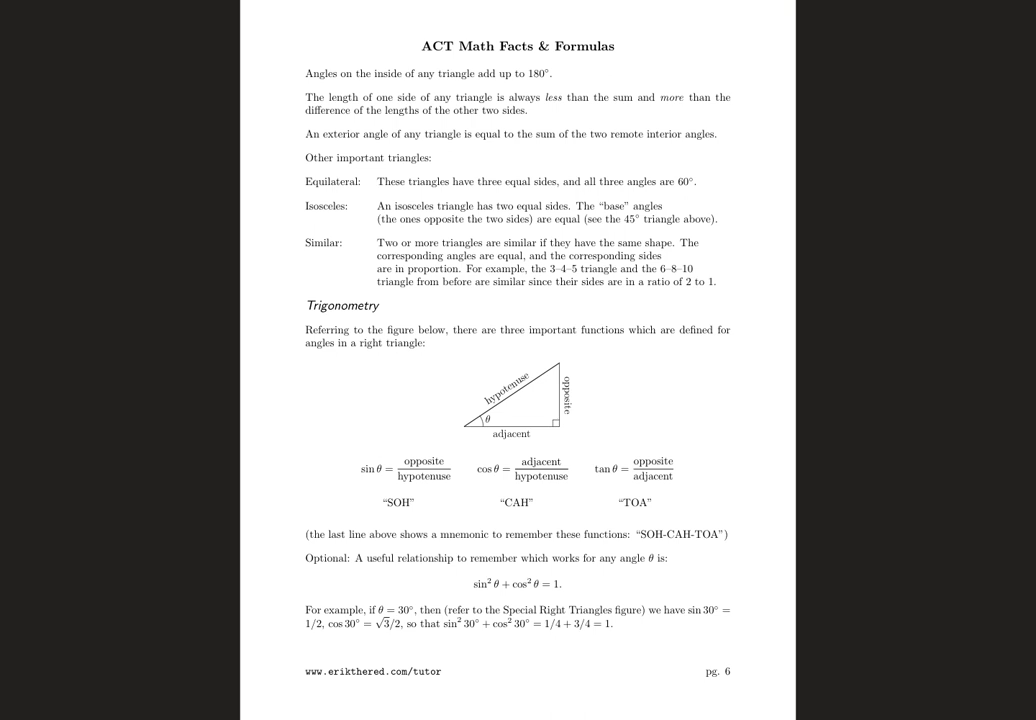 ACT Math Facts & Formulas
Angles on the inside of any triangle add up to 180°.
The length of one side of any triangle is always less than the sum and more than the
difference of the lengths of the other two sides.
An exterior angle of any triangle is equal to the sum of the two remote interior angles.
Other important triangles:
Equilateral: These triangles have three equal sides, and all three angles are 60°.
Isosceles: An isosceles triangle has two equal sides. The “base” angles
(the ones opposite the two sides) are equal (see the 45° triangle above).
Similar: Two or more triangles are similar if they have the same shape. The
corresponding angles are equal, and the corresponding sides
are in proportion. For example, the 3–4–5 triangle and the 6–8–10
triangle from before are similar since their sides are in a ratio of 2 to 1.
Trigonometry
Referring to the figure below, there are three important functions which are defined for
angles in a right triangle:
hypotenuse
opposite
θ
adjacent
sin θ = opposite/hypotenuse cos θ = adjacent/hypotenuse tan θ = opposite/adjacent
“SOH” “CAH” “TOA”
(the last line above shows a mnemonic to remember these functions: “SOH-CAH-TOA”)
Optional: A useful relationship to remember which works for any angle θ is:
sin² θ + cos² θ = 1.
For example, if θ = 30°, then (refer to the Special Right Triangles figure) we have sin 30° =
1/2, cos 30° = √3/2, so that sin² 30° + cos² 30° = 1/4 + 3/4 = 1.
www.erikthered.com/tutor pg. 6